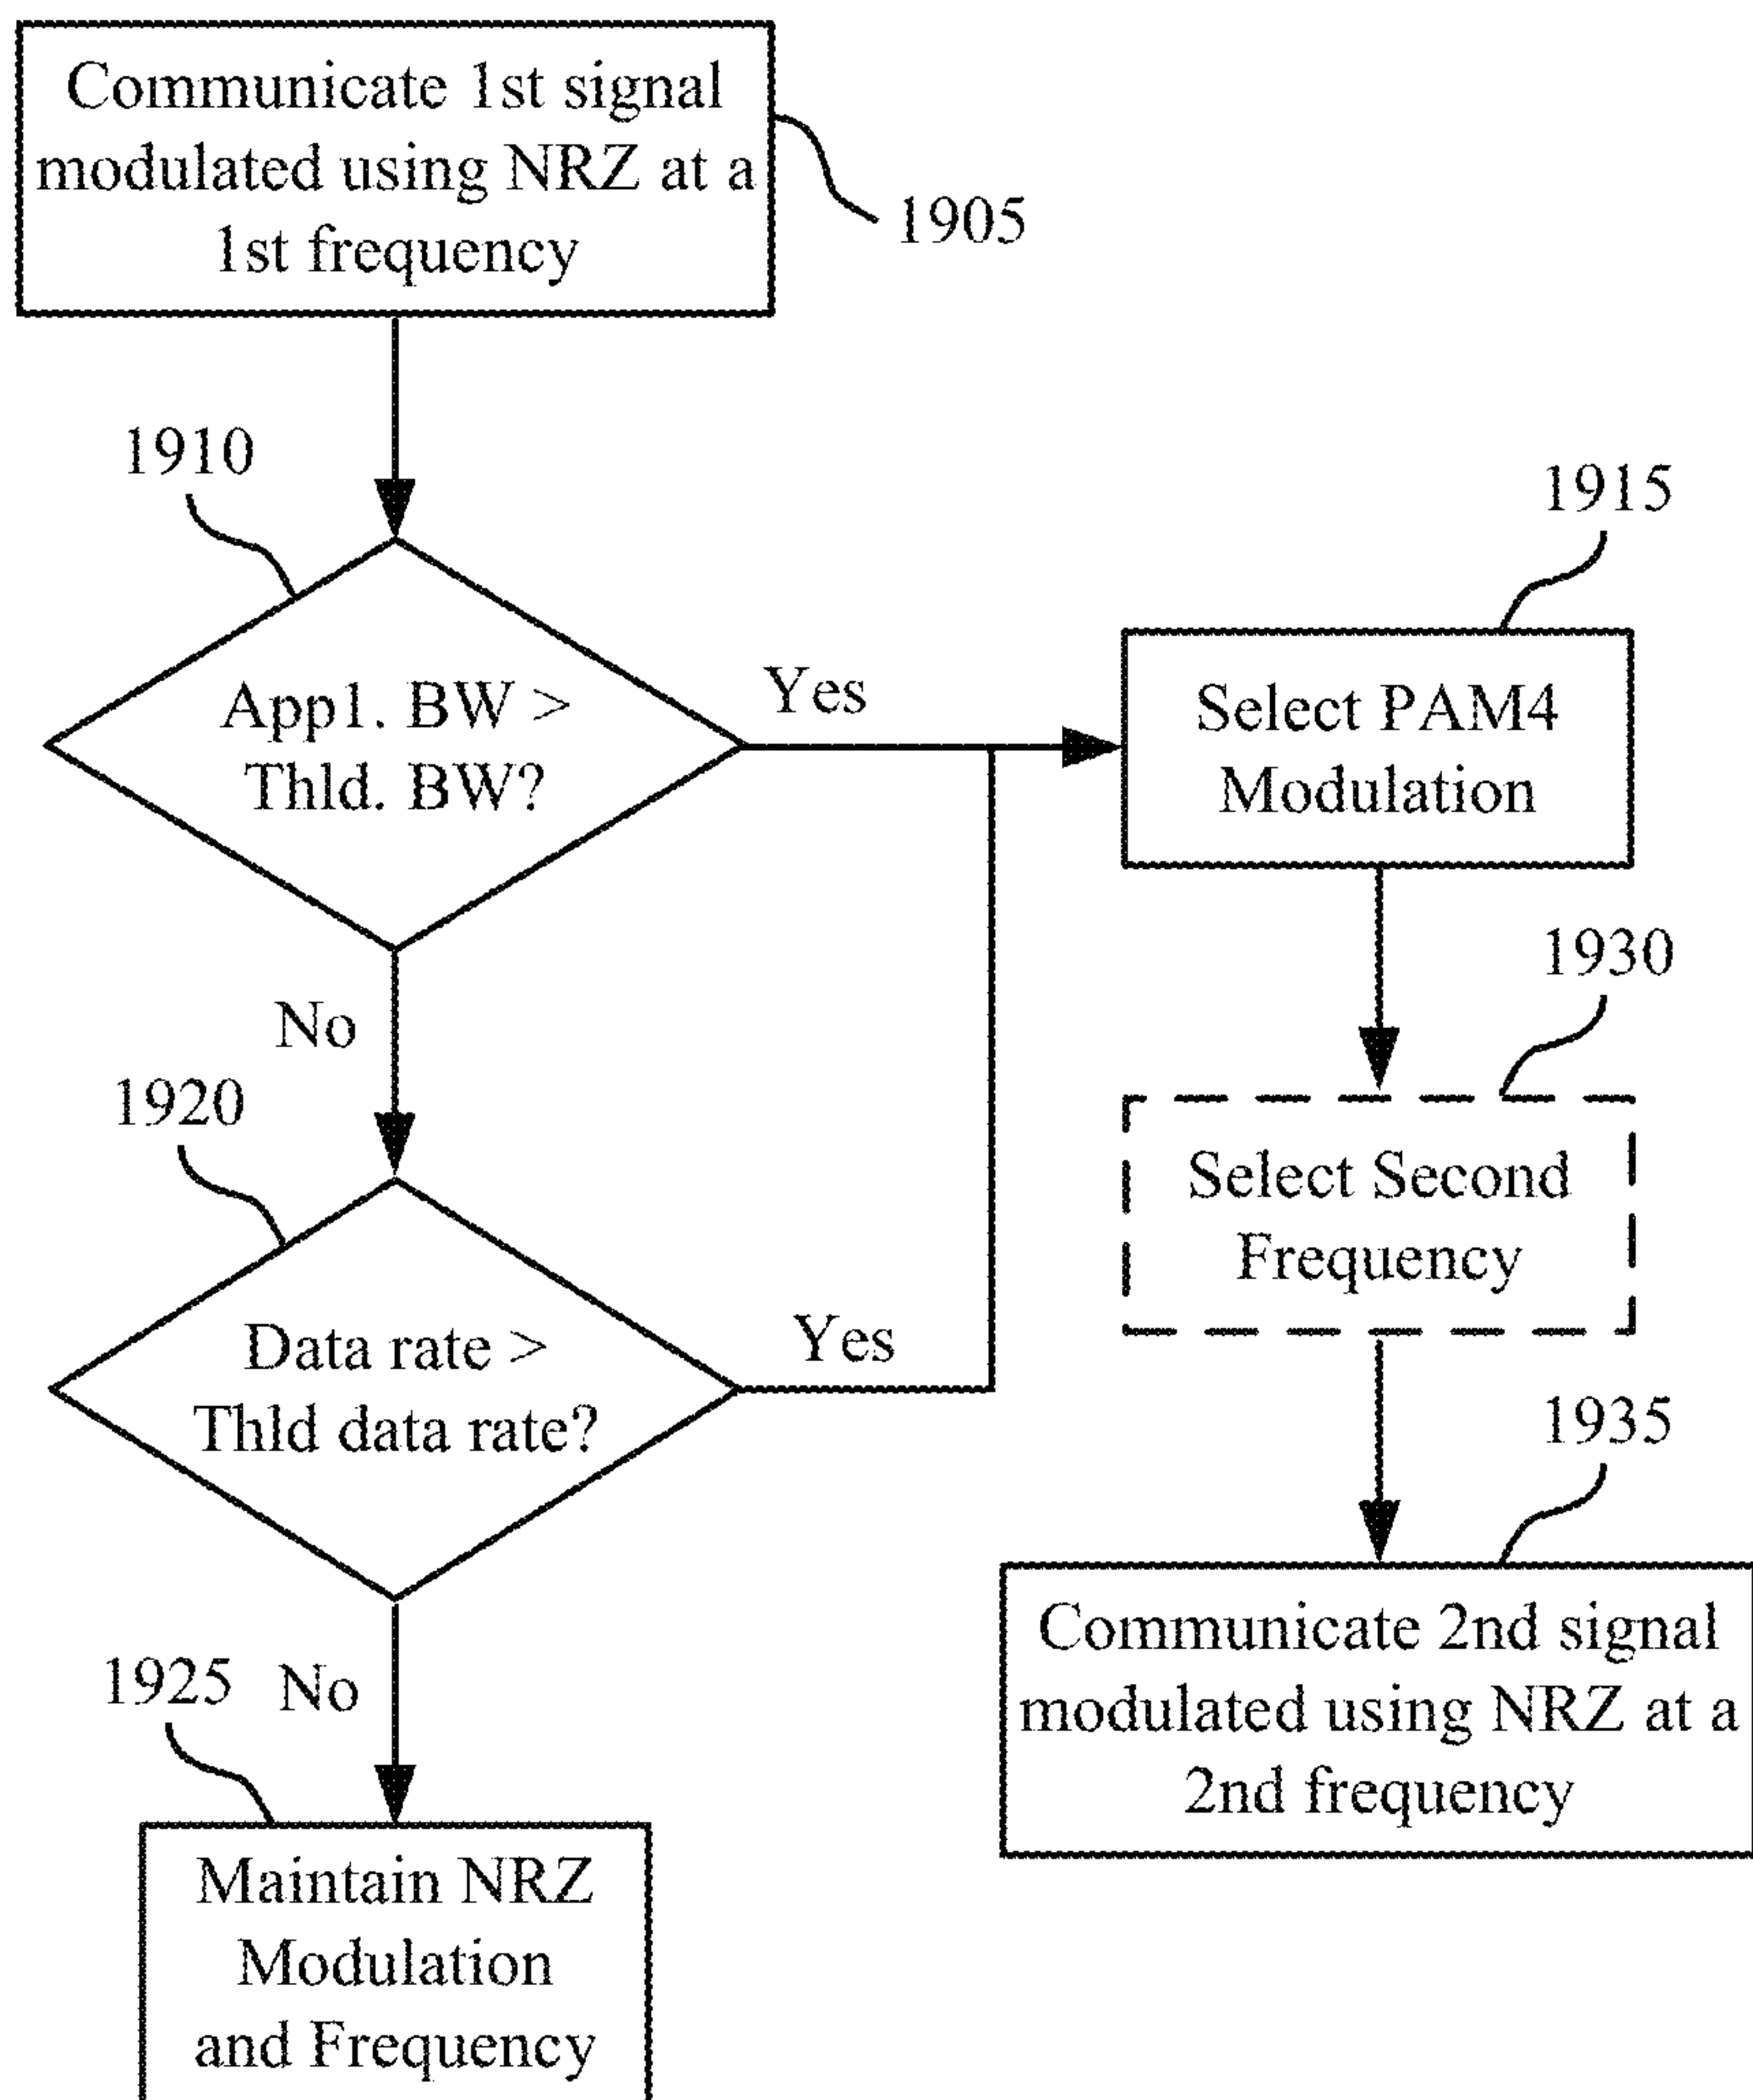 Communicate 1st signal
modulated using NRZ at a
1st frequency
1905
1910
App1. BW >
Thld. BW?
Yes
1915
Select PAM4
Modulation
No
1930
Select Second
Frequency
1920
Data rate >
Thld data rate?
Yes
1935
Communicate 2nd signal
modulated using NRZ at a
2nd frequency
1925
No
Maintain NRZ
Modulation
and Frequency